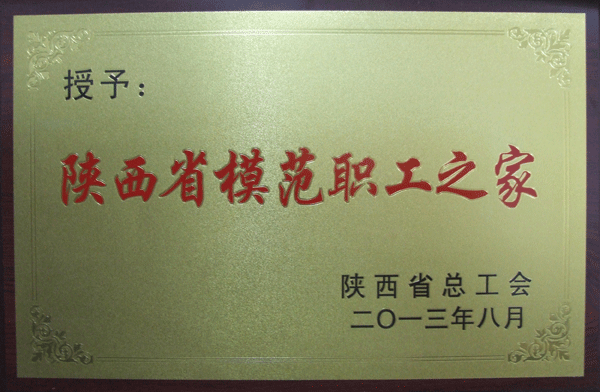 授予：
陕西省模范职工之家
陕西省总工会
二〇一三年八月